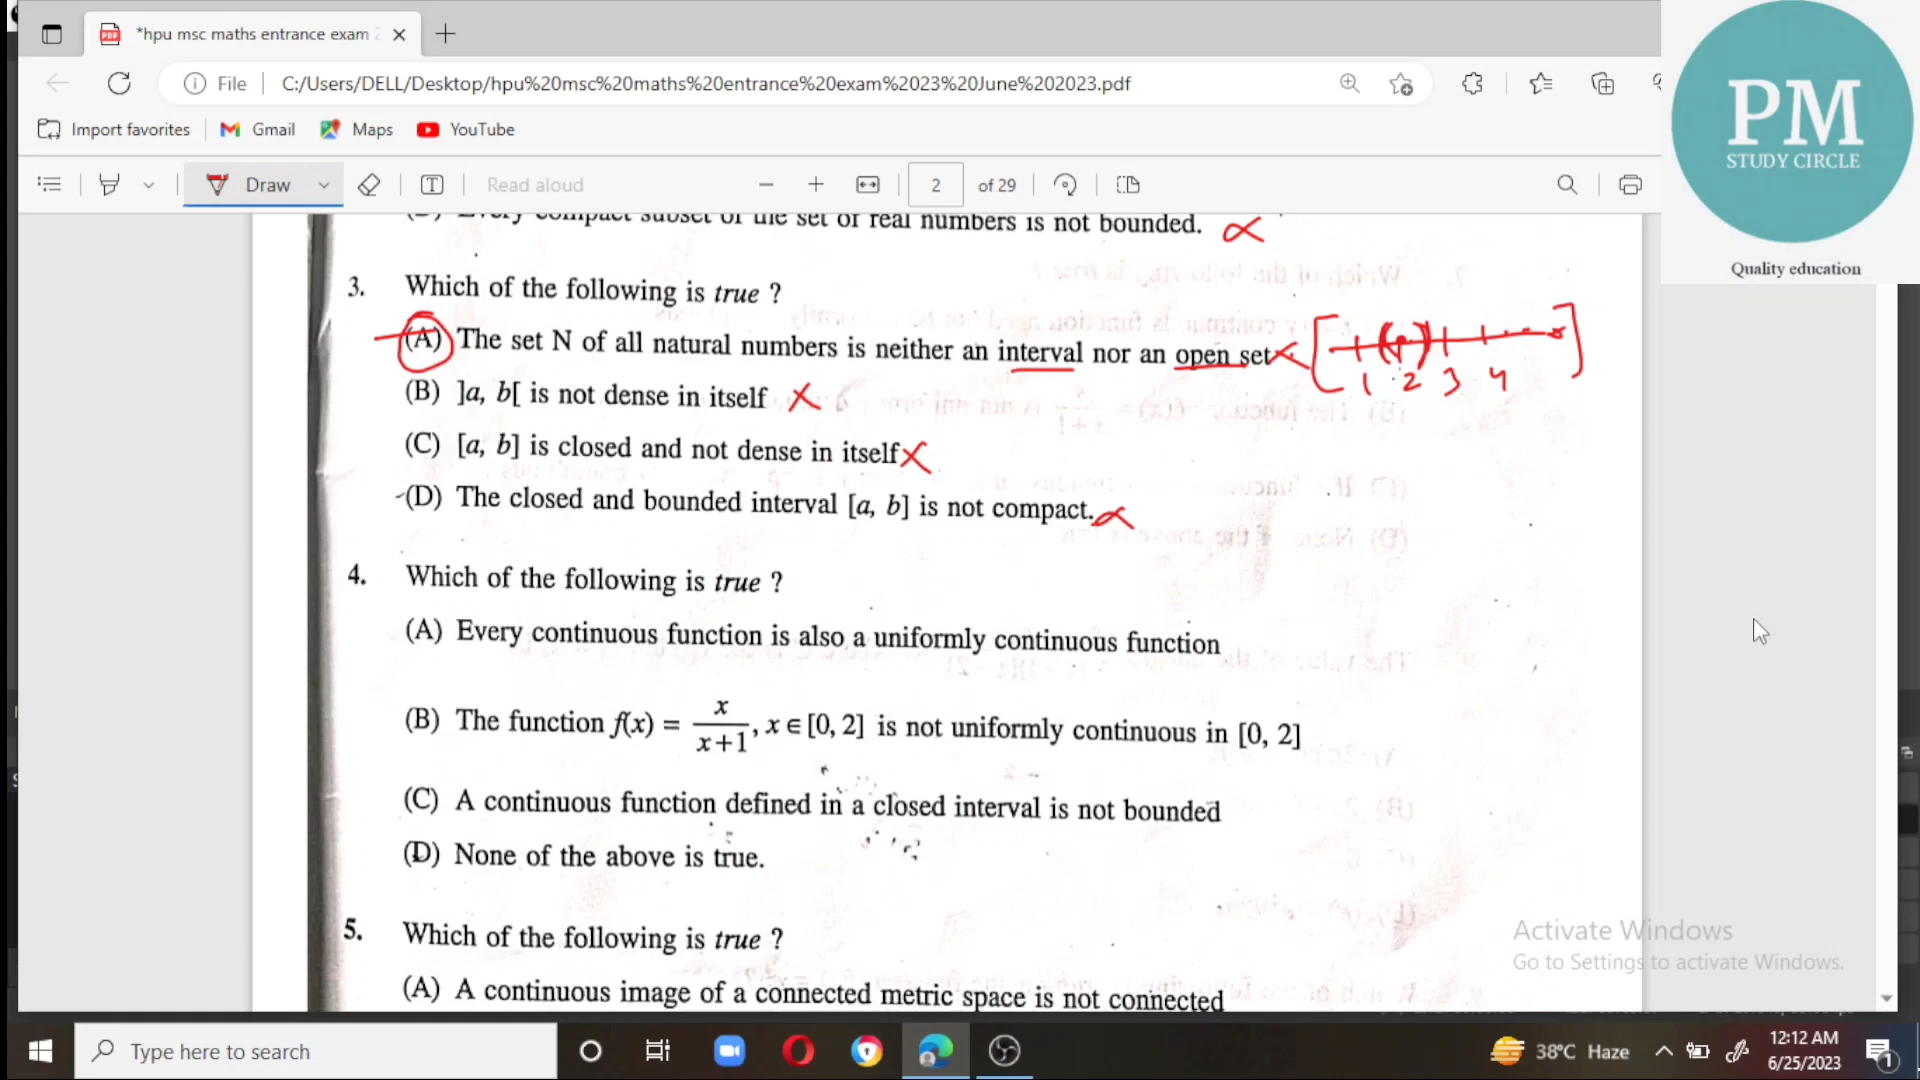 *hpu msc maths entrance exam 2
File
C:/Users/DELL/Desktop/hpu%20msc%20maths%20entrance%20exam%2023%20June%202023.pdf
Import favorites
Gmail
Maps
YouTube
Draw
Read aloud
2
of 29
PM
STUDY CIRCLE
Quality education
Every compact subset of the set of real numbers is not bounded.
3. Which of the following is true ?
(A) The set N of all natural numbers is neither an interval nor an open set
1 2 3 4
(B) ]a, b[ is not dense in itself
(C) [a, b] is closed and not dense in itself
(D) The closed and bounded interval [a, b] is not compact.
4. Which of the following is true ?
(A) Every continuous function is also a uniformly continuous function
(B) The function f(x) = x/(x+1), x ∈ [0, 2] is not uniformly continuous in [0, 2]
(C) A continuous function defined in a closed interval is not bounded
(D) None of the above is true.
5. Which of the following is true ?
(A) A continuous image of a connected metric space is not connected
Activate Windows
Go to Settings to activate Windows.
Type here to search
38°C Haze
12:12 AM
6/25/2023
1